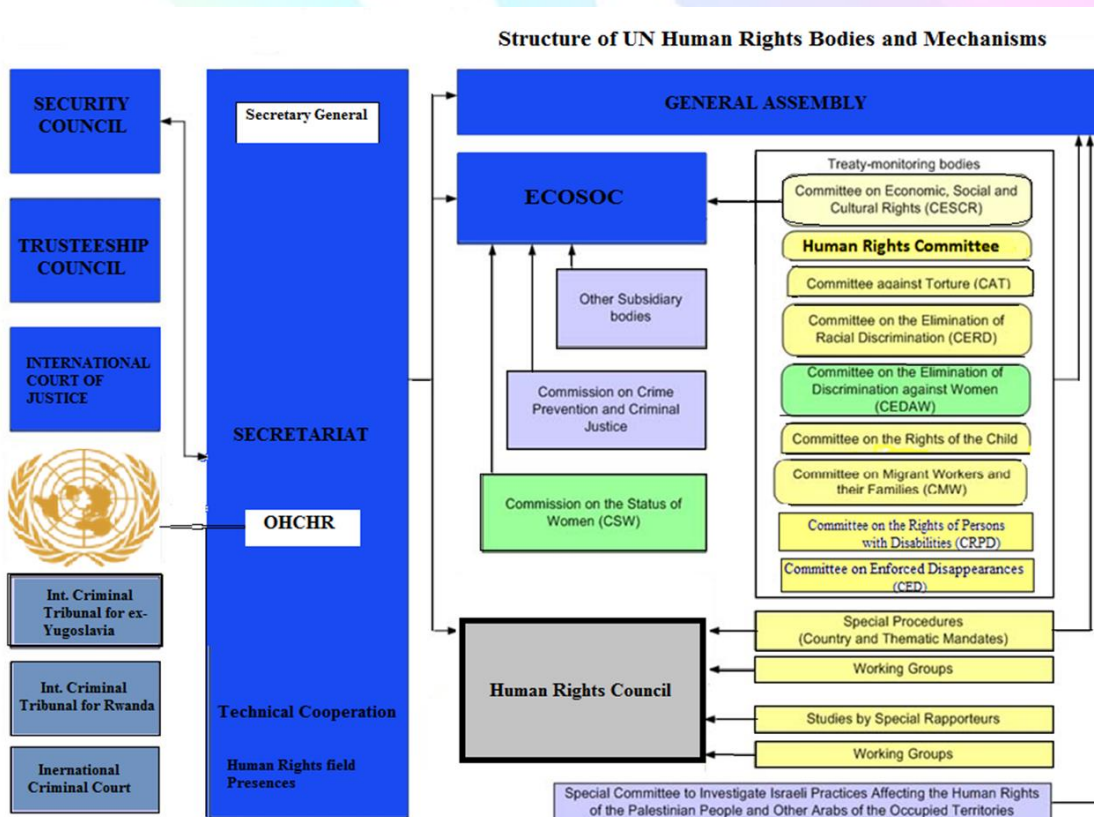 Structure of UN Human Rights Bodies and Mechanisms
SECURITY
COUNCIL
TRUSTEESHIP
COUNCIL
INTERNATIONAL
COURT OF
JUSTICE
Int. Criminal
Tribunal for ex-
Yugoslavia
Int. Criminal
Tribunal for Rwanda
Inernational
Criminal Court
Secretary General
SECRETARIAT
OHCHR
Technical Cooperation
Human Rights field
Presences
GENERAL ASSEMBLY
ECOSOC
Other Subsidiary
bodies
Commission on Crime
Prevention and Criminal
Justice
Commission on the Status of
Women (CSW)
Human Rights Council
Treaty-monitoring bodies
Committee on Economic, Social and
Cultural Rights (CESCR)
Human Rights Committee
Committee against Torture (CAT)
Committee on the Elimination of
Racial Discrimination (CERD)
Committee on the Elimination of
Discrimination against Women
(CEDAW)
Committee on the Rights of the Child
Committee on Migrant Workers and
their Families (CMW)
Committee on the Rights of Persons
with Disabilities (CRPD)
Committee on Enforced Disappearances
(CED)
Special Procedures
(Country and Thematic Mandates)
Working Groups
Studies by Special Rapporteurs
Working Groups
Special Committee to Investigate Israeli Practices Affecting the Human Rights
of the Palestinian People and Other Arabs of the Occupied Territories